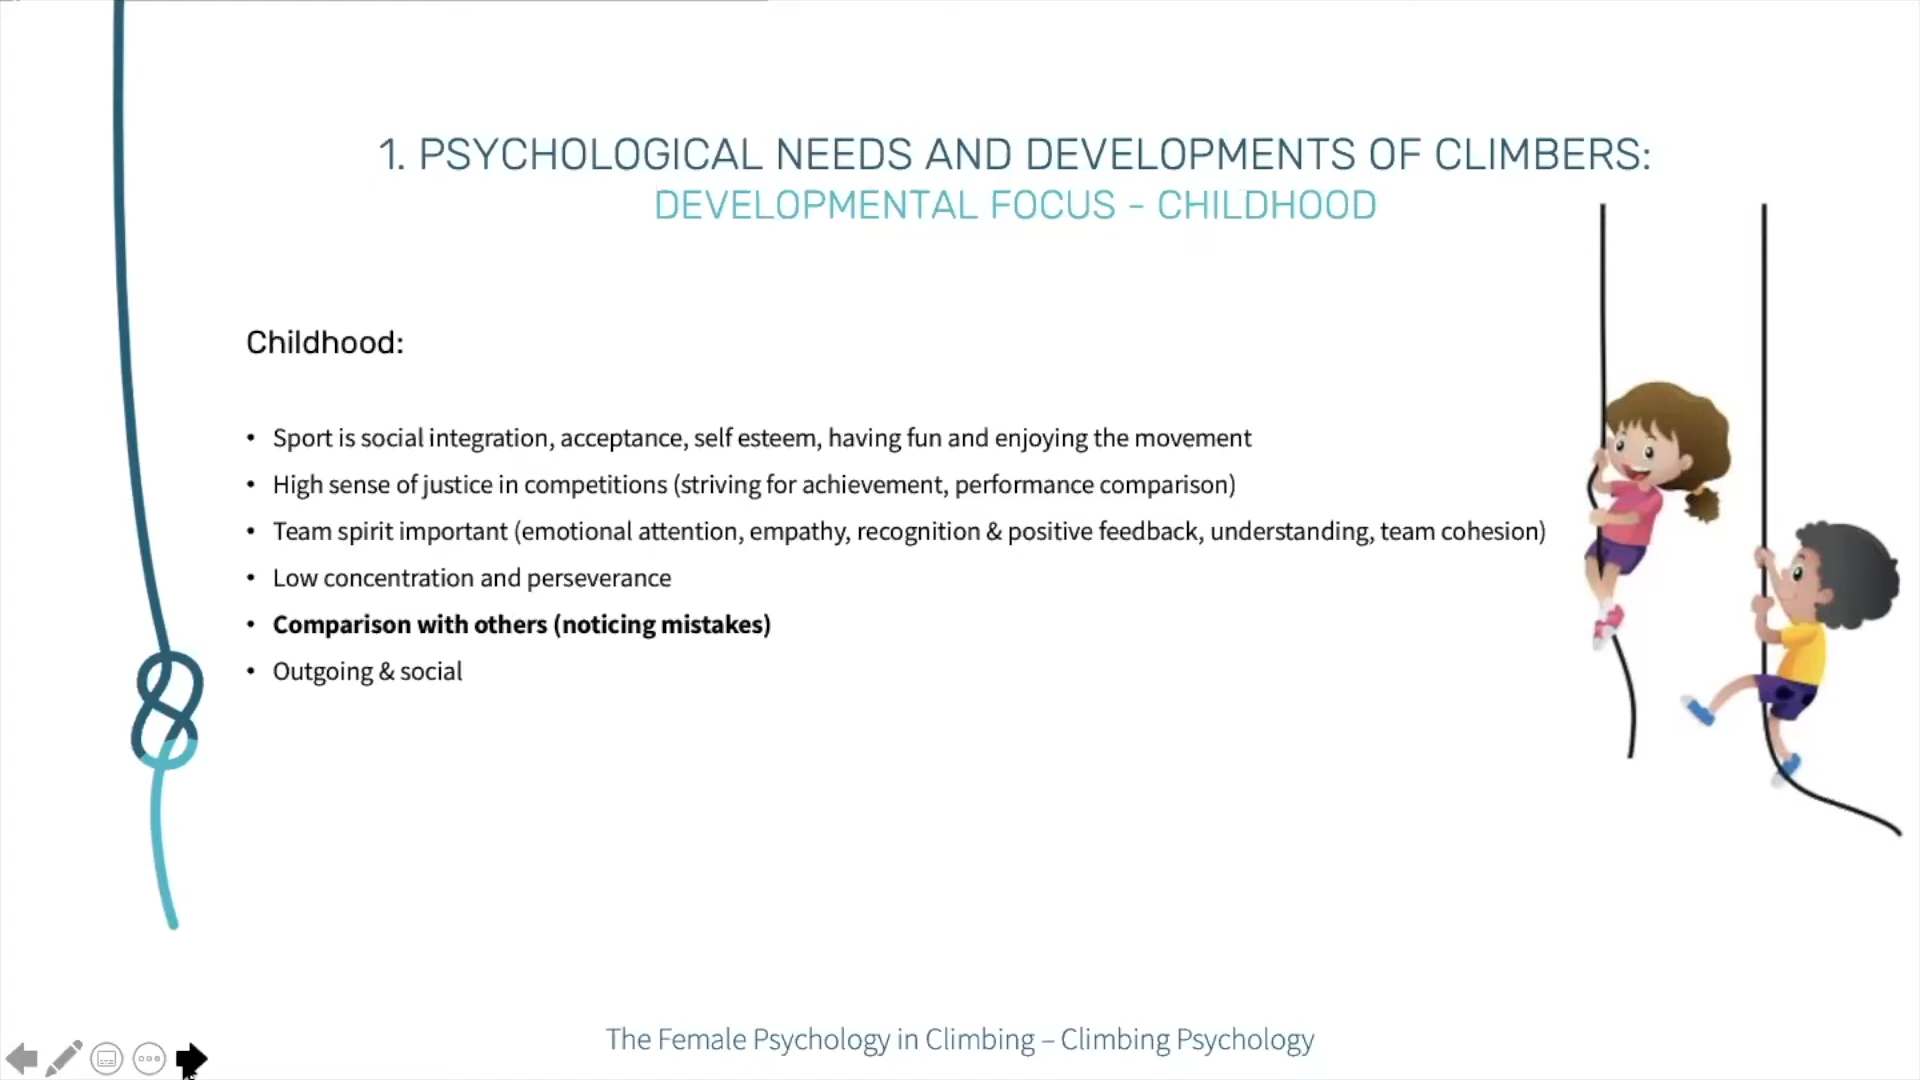 1. PSYCHOLOGICAL NEEDS AND DEVELOPMENTS OF CLIMBERS:
DEVELOPMENTAL FOCUS - CHILDHOOD
Childhood:
• Sport is social integration, acceptance, self esteem, having fun and enjoying the movement
• High sense of justice in competitions (striving for achievement, performance comparison)
• Team spirit important (emotional attention, empathy, recognition & positive feedback, understanding, team cohesion)
• Low concentration and perseverance
• Comparison with others (noticing mistakes)
• Outgoing & social
The Female Psychology in Climbing – Climbing Psychology